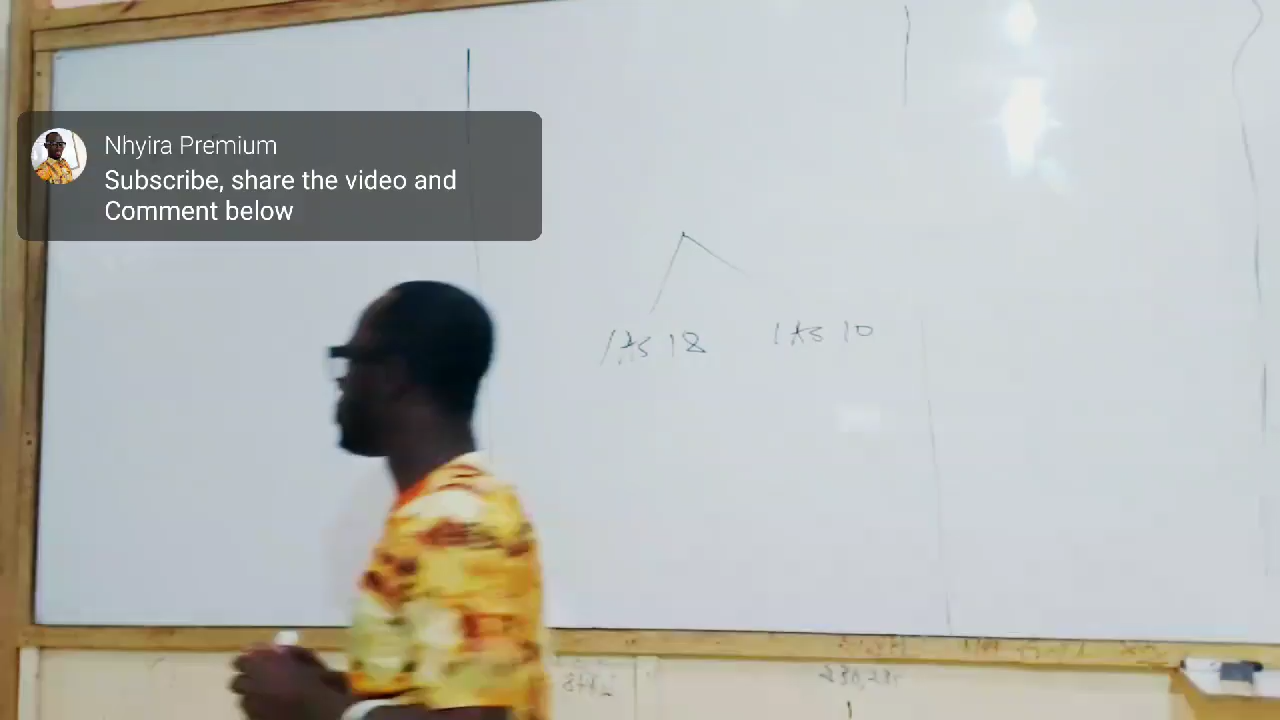 Nhyira Premium
Subscribe, share the video and
Comment below
IAS 18 IAS 10